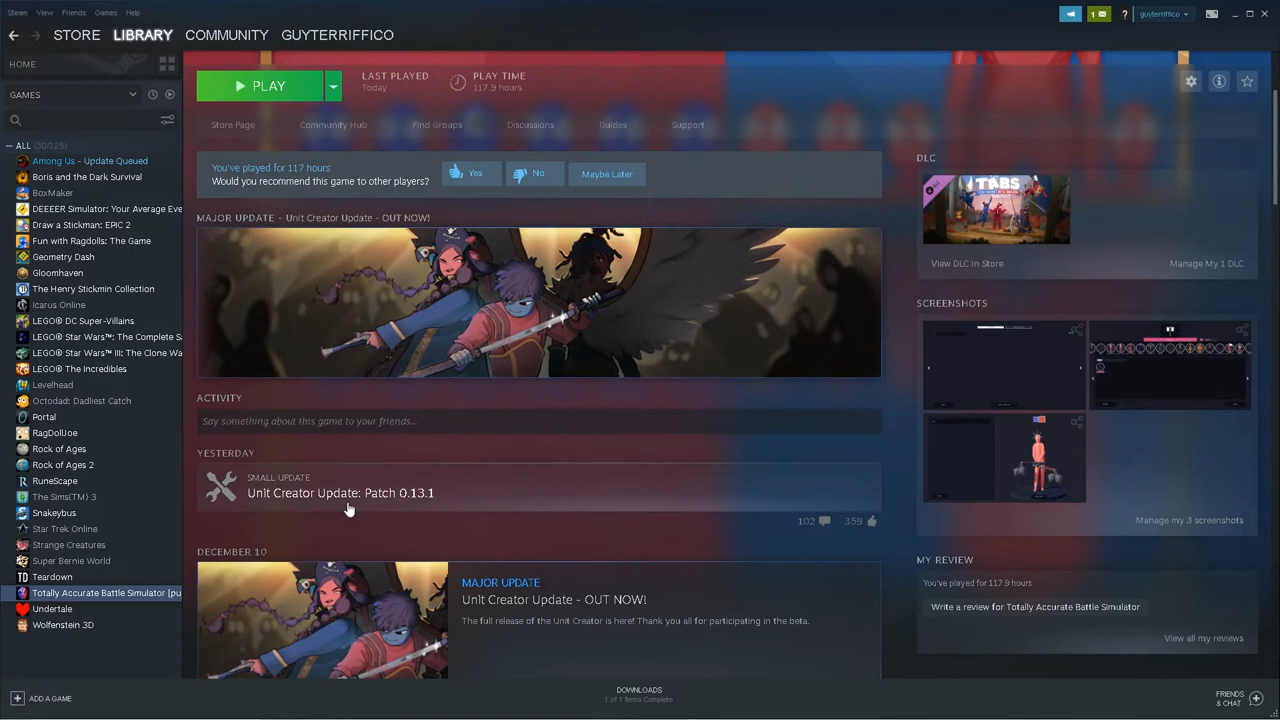 Steam View Friends Games Help
1 ? guyterriffico
STORE LIBRARY COMMUNITY GUYTERRIFFICO
HOME
GAMES
ALL (30/125)
Among Us - Update Queued
Boris and the Dark Survival
BoxMaker
DEEEER Simulator: Your Average Eve
Draw a Stickman: EPIC 2
Fun with Ragdolls: The Game
Geometry Dash
Gloomhaven
The Henry Stickmin Collection
Icarus Online
LEGO® DC Super-Villains
LEGO® Star Wars™: The Complete S
LEGO® Star Wars™ III: The Clone War
LEGO® The Incredibles
Levelhead
Octodad: Dadliest Catch
Portal
RagDollJoe
Rock of Ages
Rock of Ages 2
RuneScape
The Sims(TM) 3
Snakeybus
Star Trek Online
Strange Creatures
Super Bernie World
Teardown
Totally Accurate Battle Simulator [pu
Undertale
Wolfenstein 3D
PLAY
LAST PLAYED
Today
PLAY TIME
117.9 hours
Store Page Community Hub Find Groups Discussions Guides Support
You've played for 117 hours
Would you recommend this game to other players?
Yes No Maybe Later
MAJOR UPDATE - Unit Creator Update - OUT NOW!
ACTIVITY
Say something about this game to your friends...
YESTERDAY
SMALL UPDATE
Unit Creator Update: Patch 0.13.1
102 359
DECEMBER 10
MAJOR UPDATE
Unit Creator Update - OUT NOW!
The full release of the Unit Creator is here! Thank you all for participating in the beta.
DLC
TABS
View DLC In Store Manage My 1 DLC
SCREENSHOTS
Manage my 3 screenshots
MY REVIEW
You've played for 117.9 hours
Write a review for Totally Accurate Battle Simulator
View all my reviews
ADD A GAME
DOWNLOADS
1 of 1 Items Complete
FRIENDS
& CHAT